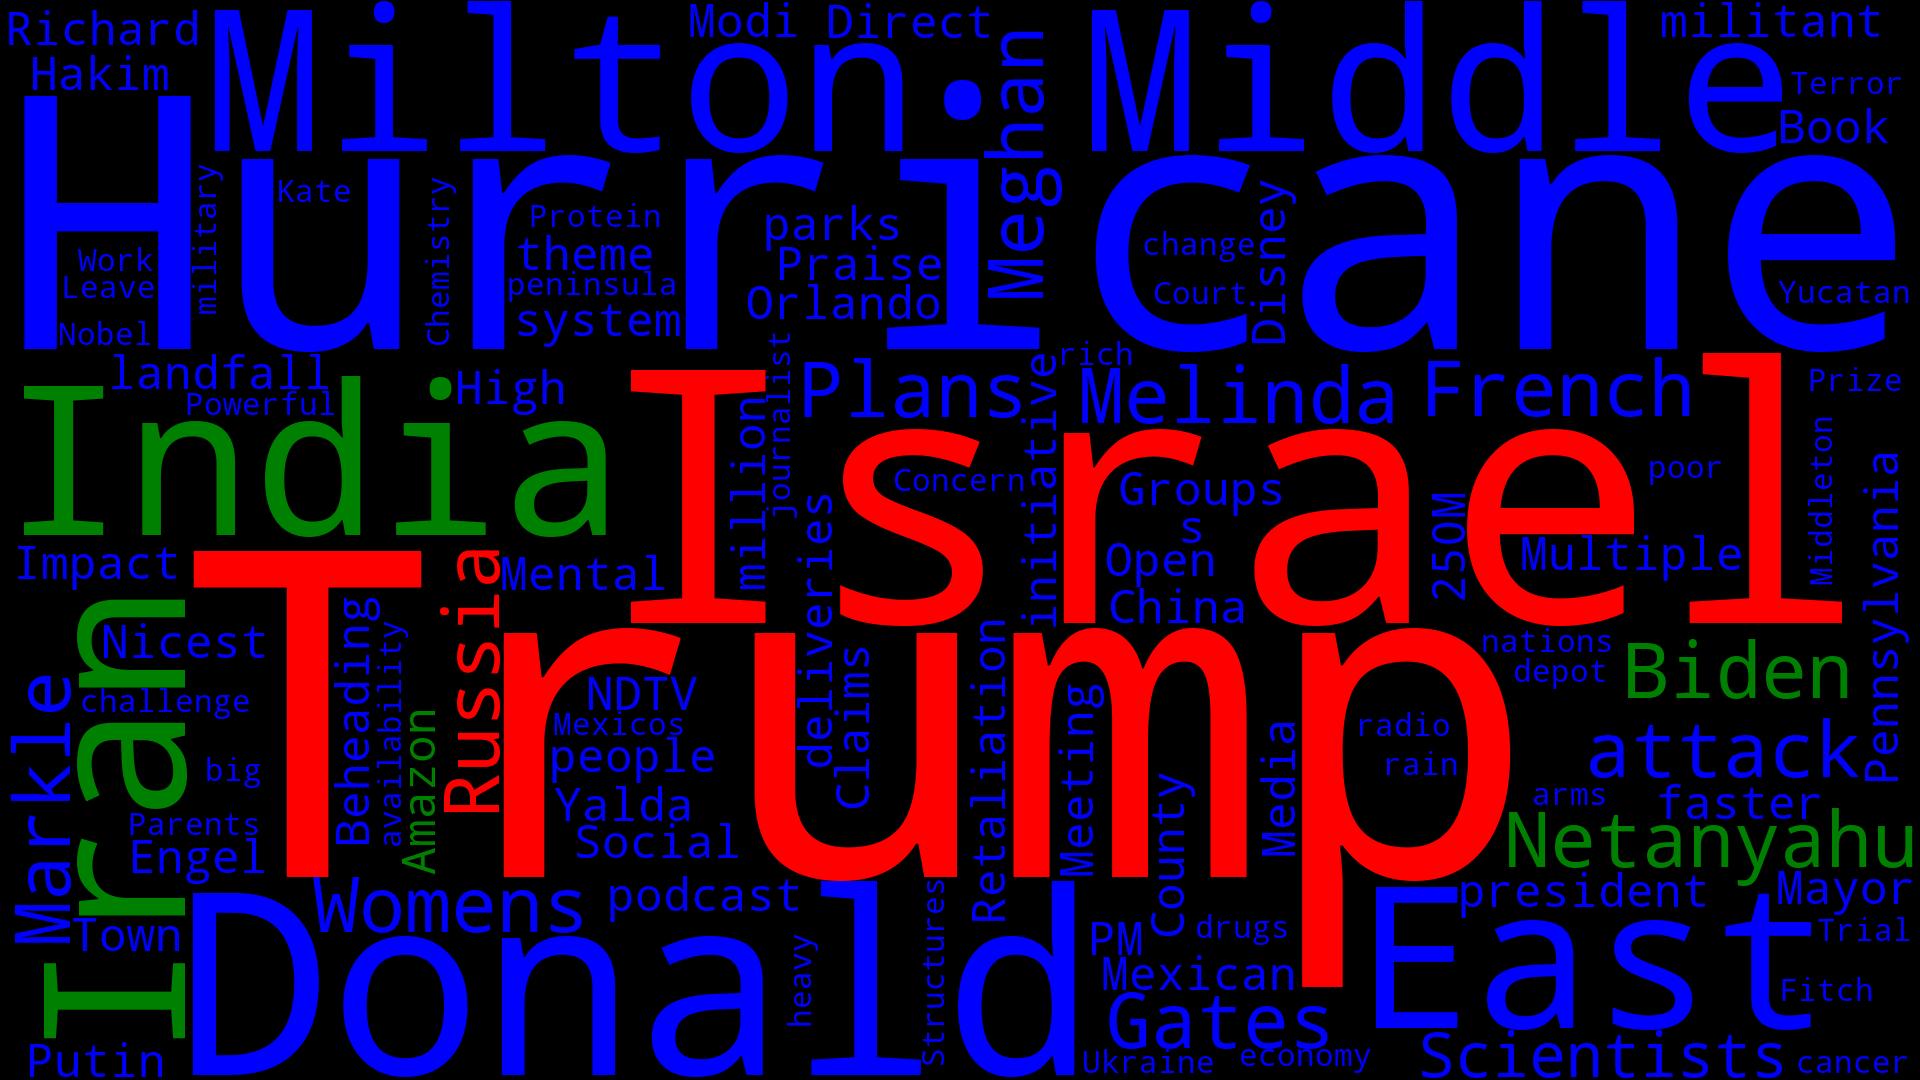 Richard
Milton
Modi
Direct
Middle
militant
Hakim
Meghan
Terror
Book
Hurricane
military
Kate
Chemistry
Protein
parks
theme
Praise
change
Disney
Work
Leave
peninsula
Orlando
Court
Yucatan
Nobel
system
landfall
High
journalist
rich
Powerful
Plans
initiative
Melinda
French
Prize
India
million
Israel
Concern
Groups
s
poor
Middleton
Pennsylvania
Impact
Russia
Mental
deliveries
Open
250M
Multiple
China
Iran
Trump
Nicest
Beheading
availability
nations
depot
Biden
Markle
challenge
Amazon
NDTV
Mexicos
Claims
Retaliation
Meeting
Media
radio
attack
big
people
County
rain
Parents
Yalda
arms
faster
Engel
Social
Netanyahu
Womens
podcast
president
Mayor
Town
Donald
heavy
Structures
PM
drugs
East
Trial
Mexican
Gates
Fitch
Putin
Ukraine
economy
Scientists
cancer